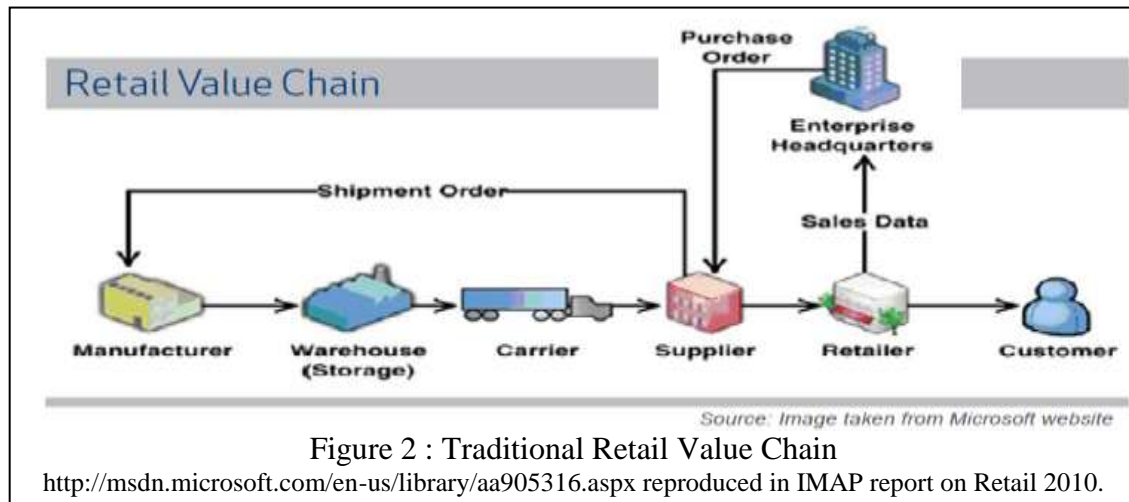 Purchase
Order
Retail Value Chain
Enterprise
Headquarters
Shipment Order
Sales Data
Manufacturer
Warehouse
(Storage)
Carrier
Supplier
Retailer
Customer
Source: Image taken from Microsoft website
Figure 2 : Traditional Retail Value Chain
http://msdn.microsoft.com/en-us/library/aa905316.aspx reproduced in IMAP report on Retail 2010.